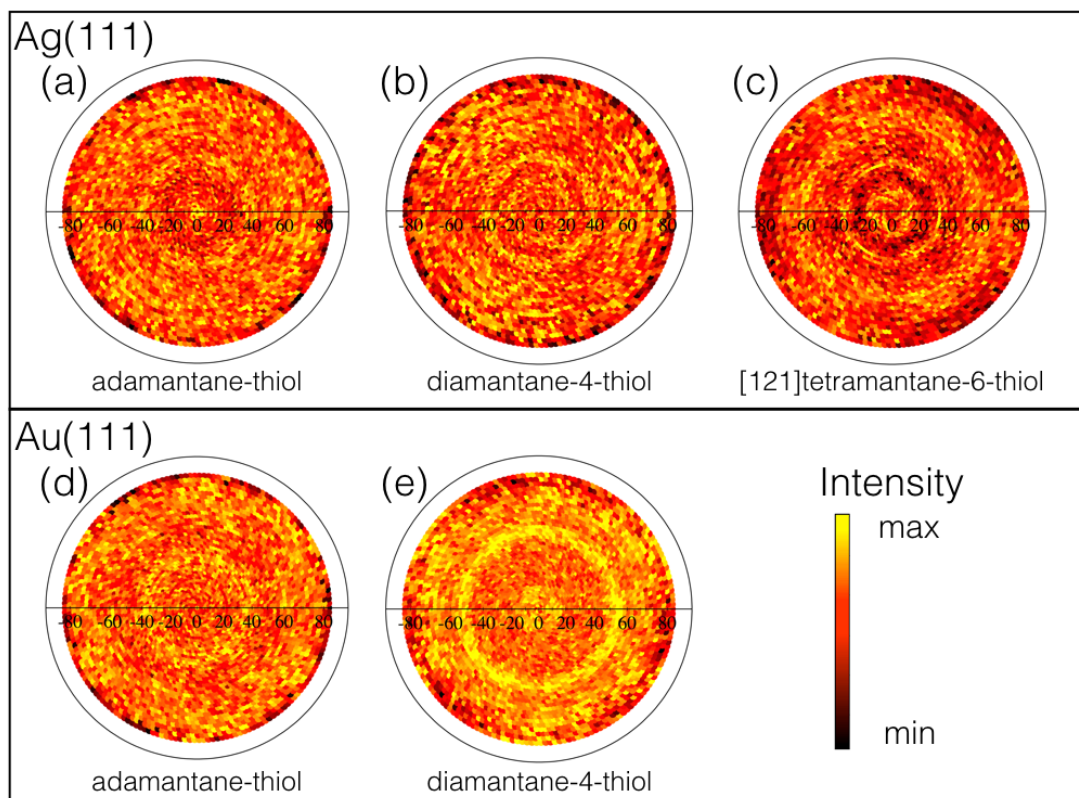 Ag(111)
(a) (b) (c)
-80 -60 -40 -20 0 20 40 60 80
-80 -60 -40 -20 0 20 40 60 80
-80 -60 -40 -20 0 20 40 60 80
adamantane-thiol
diamantane-4-thiol
[121]tetramantane-6-thiol
Au(111)
(d) (e)
Intensity
max
-80 -60 -40 -20 0 20 40 60 80
-80 -60 -40 -20 0 20 40 60 80
min
adamantane-thiol
diamantane-4-thiol